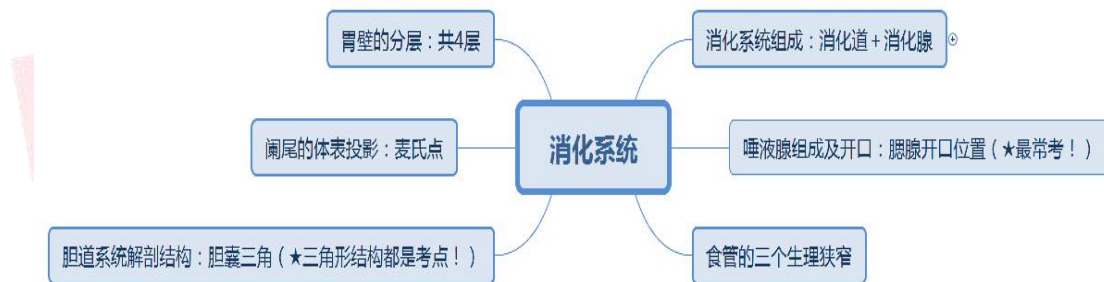 胃壁的分层：共4层
消化系统组成：消化道+消化腺
消化系统
阑尾的体表投影：麦氏点
唾液腺组成及开口：腮腺开口位置（★最常考！）
胆道系统解剖结构：胆囊三角（★三角形结构都是考点！）
食管的三个生理狭窄